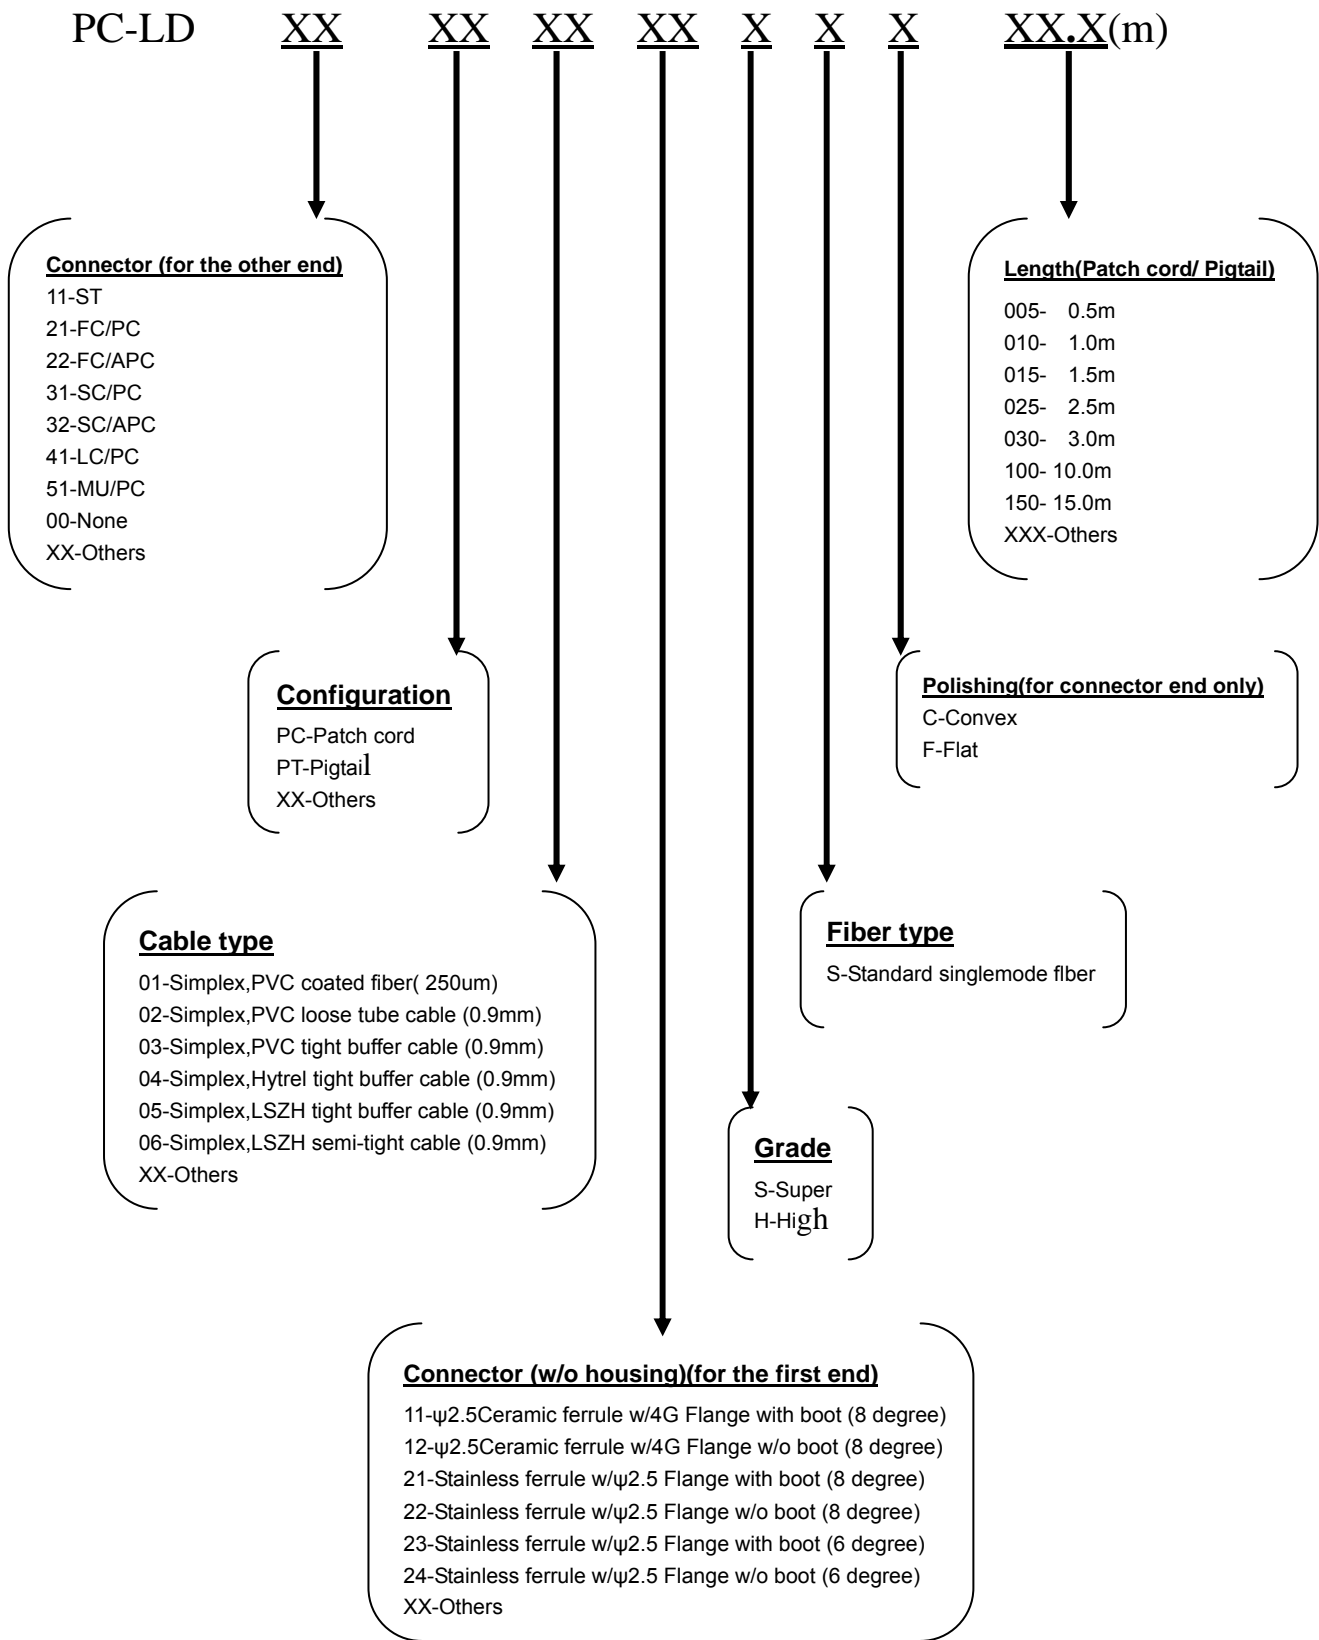 PC-LD XX XX XX XX X X X XX.X(m)
Connector (for the other end)
11-ST
21-FC/PC
22-FC/APC
31-SC/PC
32-SC/APC
41-LC/PC
51-MU/PC
00-None
XX-Others
Length(Patch cord/ Pigtail)
005- 0.5m
010- 1.0m
015- 1.5m
025- 2.5m
030- 3.0m
100- 10.0m
150- 15.0m
XXX-Others
Configuration
PC-Patch cord
PT-Pigtail
XX-Others
Polishing(for connector end only)
C-Convex
F-Flat
Cable type
01-Simplex,PVC coated fiber( 250um)
02-Simplex,PVC loose tube cable (0.9mm)
03-Simplex,PVC tight buffer cable (0.9mm)
04-Simplex,Hytrel tight buffer cable (0.9mm)
05-Simplex,LSZH tight buffer cable (0.9mm)
06-Simplex,LSZH semi-tight cable (0.9mm)
XX-Others
Fiber type
S-Standard singlemode flber
Grade
S-Super
H-High
Connector (w/o housing)(for the first end)
11-ψ2.5Ceramic ferrule w/4G Flange with boot (8 degree)
12-ψ2.5Ceramic ferrule w/4G Flange w/o boot (8 degree)
21-Stainless ferrule w/ψ2.5 Flange with boot (8 degree)
22-Stainless ferrule w/ψ2.5 Flange w/o boot (8 degree)
23-Stainless ferrule w/ψ2.5 Flange with boot (6 degree)
24-Stainless ferrule w/ψ2.5 Flange w/o boot (6 degree)
XX-Others